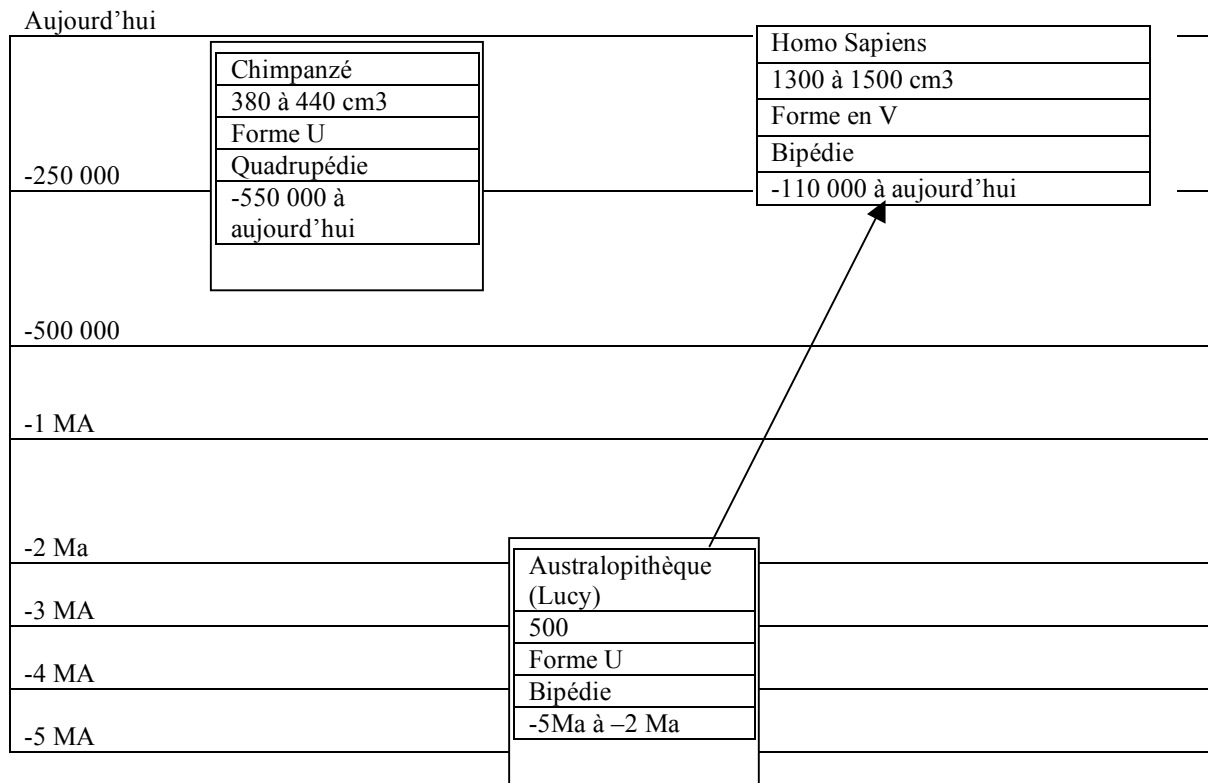 Aujourd’hui
Chimpanzé
380 à 440 cm3
Forme U
Quadrupédie
-550 000 à
aujourd’hui
Homo Sapiens
1300 à 1500 cm3
Forme en V
Bipédie
-110 000 à aujourd’hui
-250 000
-500 000
-1 MA
-2 Ma
-3 MA
-4 MA
-5 MA
Australopithèque
(Lucy)
500
Forme U
Bipédie
-5Ma à –2 Ma